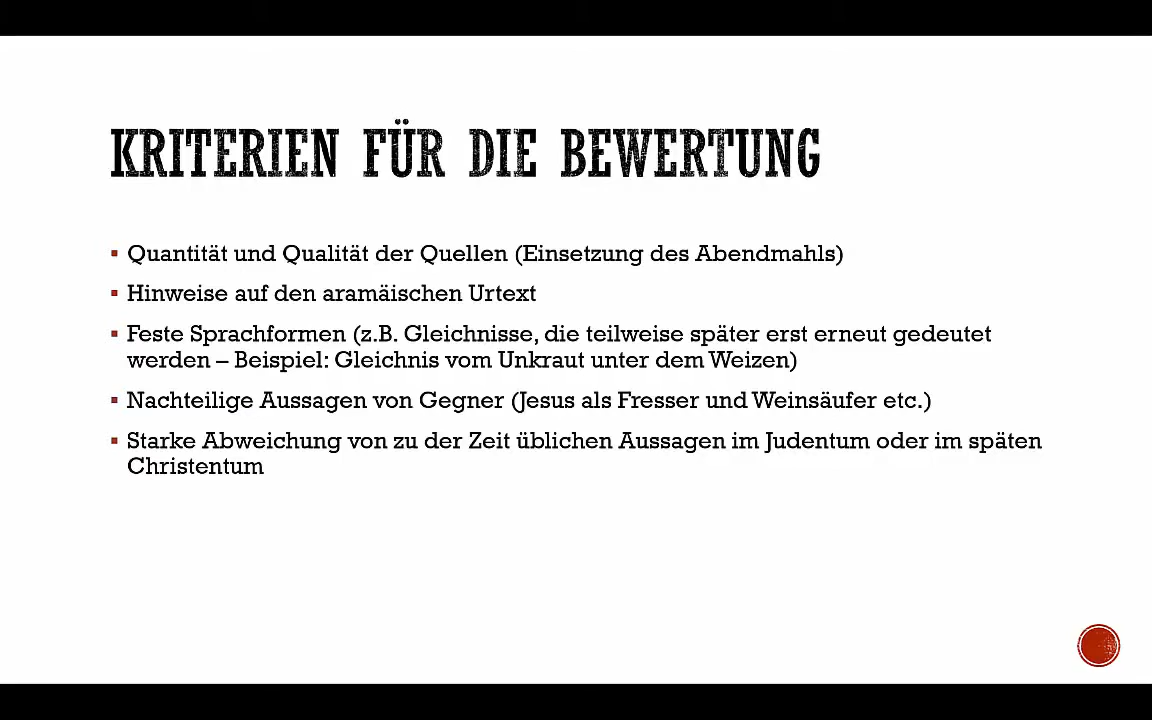 KRITERIEN FÜR DIE BEWERTUNG
▪ Quantität und Qualität der Quellen (Einsetzung des Abendmahls)
▪ Hinweise auf den aramäischen Urtext
▪ Feste Sprachformen (z.B. Gleichnisse, die teilweise später erst erneut gedeutet
werden – Beispiel: Gleichnis vom Unkraut unter dem Weizen)
▪ Nachteilige Aussagen von Gegner (Jesus als Fresser und Weinsäufer etc.)
▪ Starke Abweichung von zu der Zeit üblichen Aussagen im Judentum oder im späten
Christentum